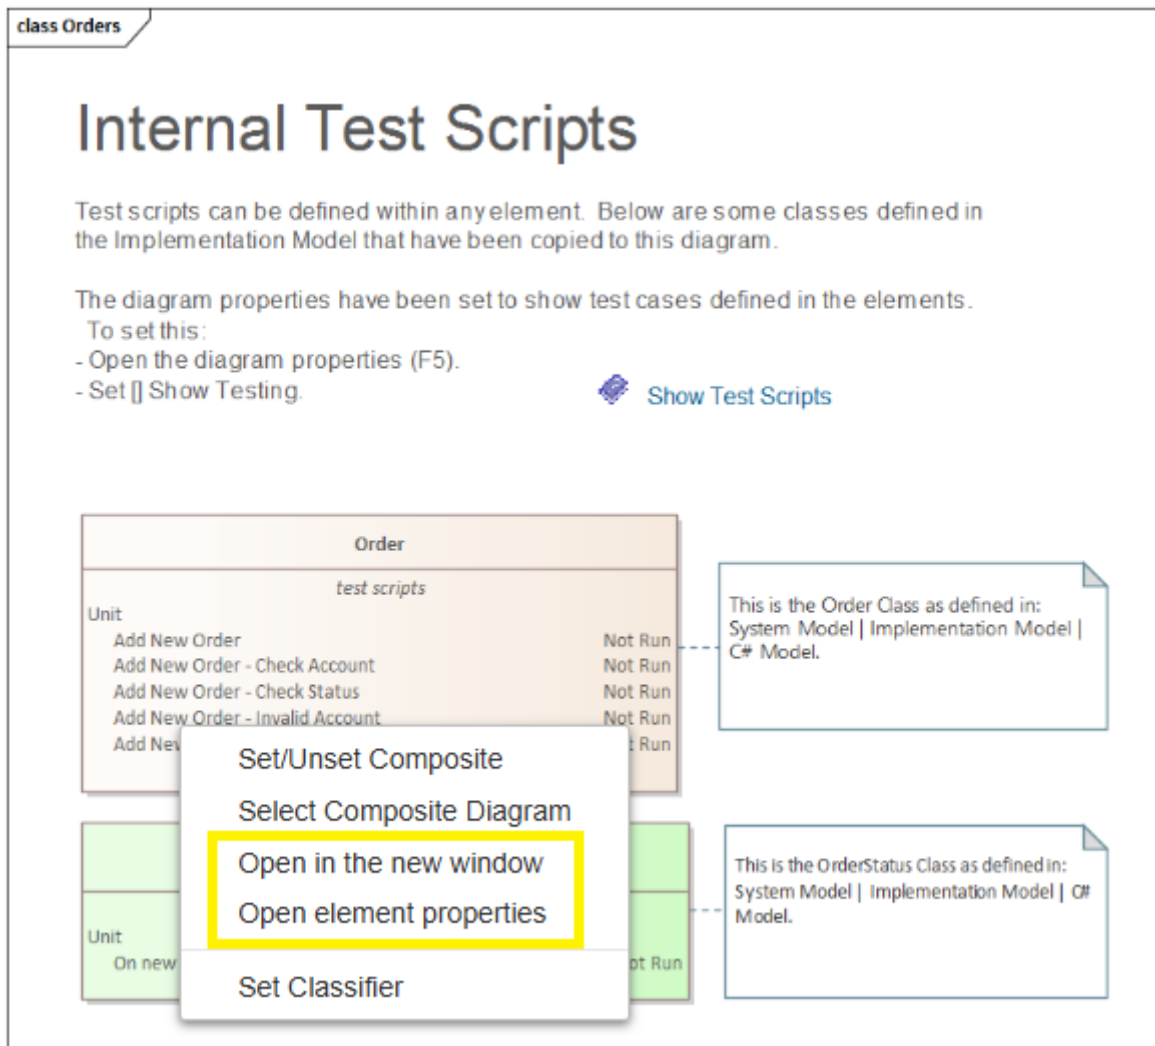 class Orders
Internal Test Scripts
Test scripts can be defined within any element. Below are some classes defined in
the Implementation Model that have been copied to this diagram.
The diagram properties have been set to show test cases defined in the elements.
To set this:
- Open the diagram properties (F5).
- Set [] Show Testing.
Show Test Scripts
Order
test scripts
Unit
Add New Order Not Run
Add New Order - Check Account Not Run
Add New Order - Check Status Not Run
Add New Order - Invalid Account Not Run
Add Run
This is the Order Class as defined in:
System Model | Implementation Model |
C# Model.
Set/Unset Composite
Select Composite Diagram
Open in the new window
Open element properties
Set Classifier
Unit
On new Run
This is the OrderStatus Class as defined in:
System Model | Implementation Model | C#
Model.